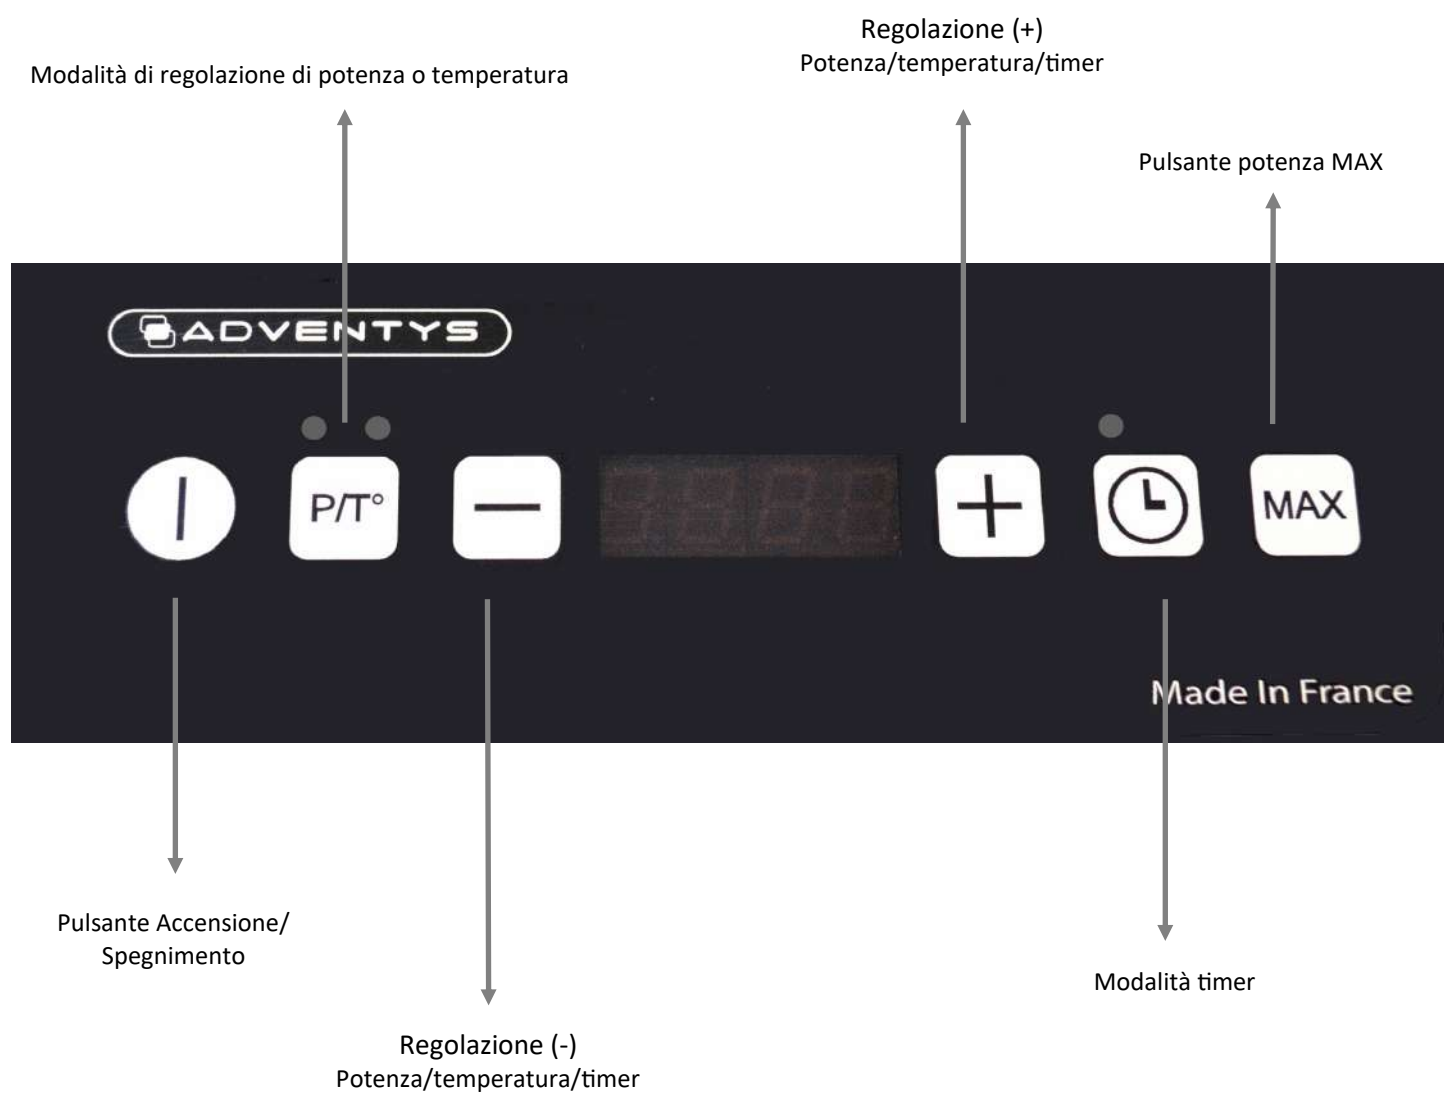 Regolazione (+)
Potenza/temperatura/timer
Modalità di regolazione di potenza o temperatura
Pulsante potenza MAX
ADVENTYS
P/T°
MAX
Made In France
Pulsante Accensione/
Spegnimento
Modalità timer
Regolazione (-)
Potenza/temperatura/timer